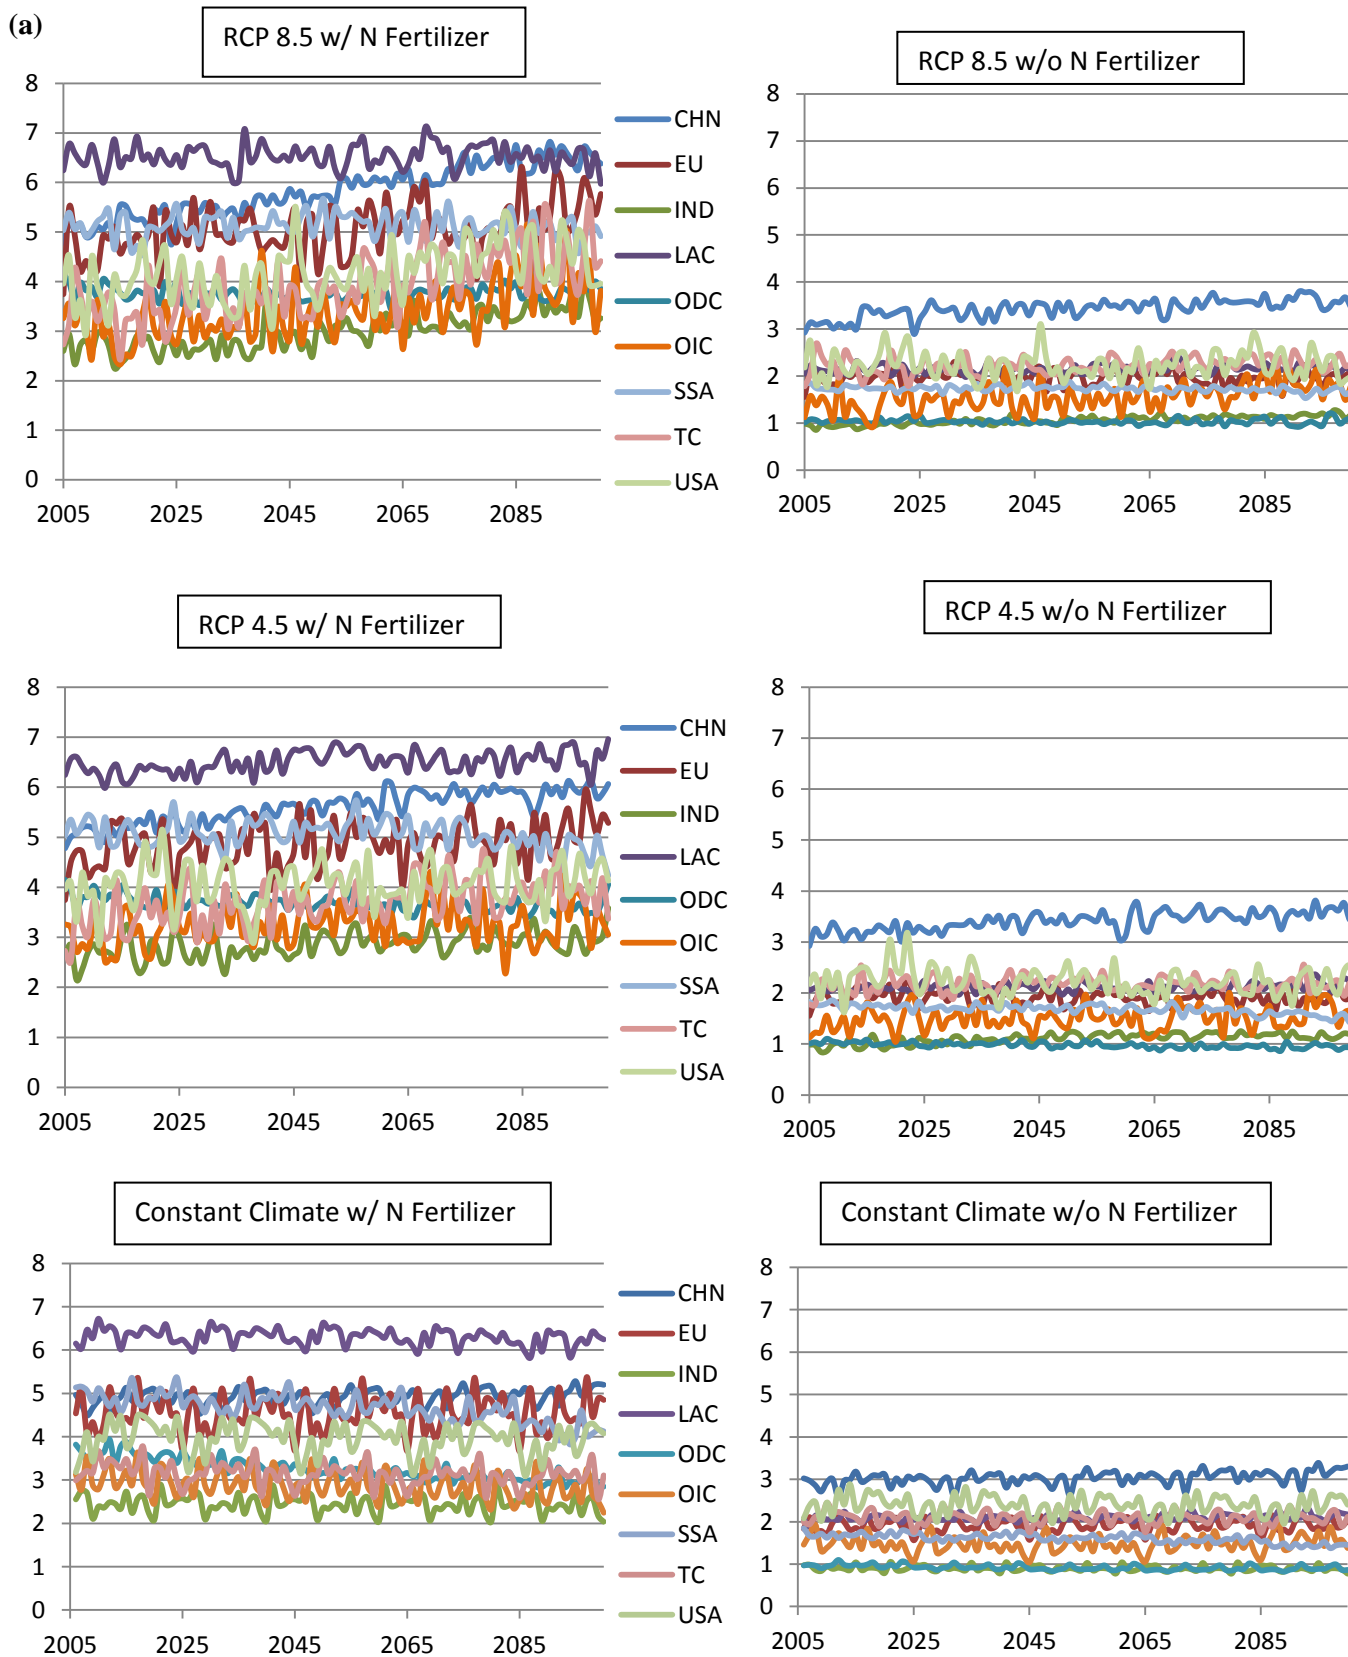 (a)
RCP 8.5 w/ N Fertilizer
8
7
6
5
4
3
2
1
0
2005 2025 2045 2065 2085
CHN
EU
IND
LAC
ODC
OIC
SSA
TC
USA
RCP 8.5 w/o N Fertilizer
8
7
6
5
4
3
2
1
0
2005 2025 2045 2065 2085
RCP 4.5 w/ N Fertilizer
8
7
6
5
4
3
2
1
0
2005 2025 2045 2065 2085
CHN
EU
IND
LAC
ODC
OIC
SSA
TC
USA
RCP 4.5 w/o N Fertilizer
8
7
6
5
4
3
2
1
0
2005 2025 2045 2065 2085
Constant Climate w/ N Fertilizer
8
7
6
5
4
3
2
1
0
2005 2025 2045 2065 2085
CHN
EU
IND
LAC
ODC
OIC
SSA
TC
USA
Constant Climate w/o N Fertilizer
8
7
6
5
4
3
2
1
0
2005 2025 2045 2065 2085